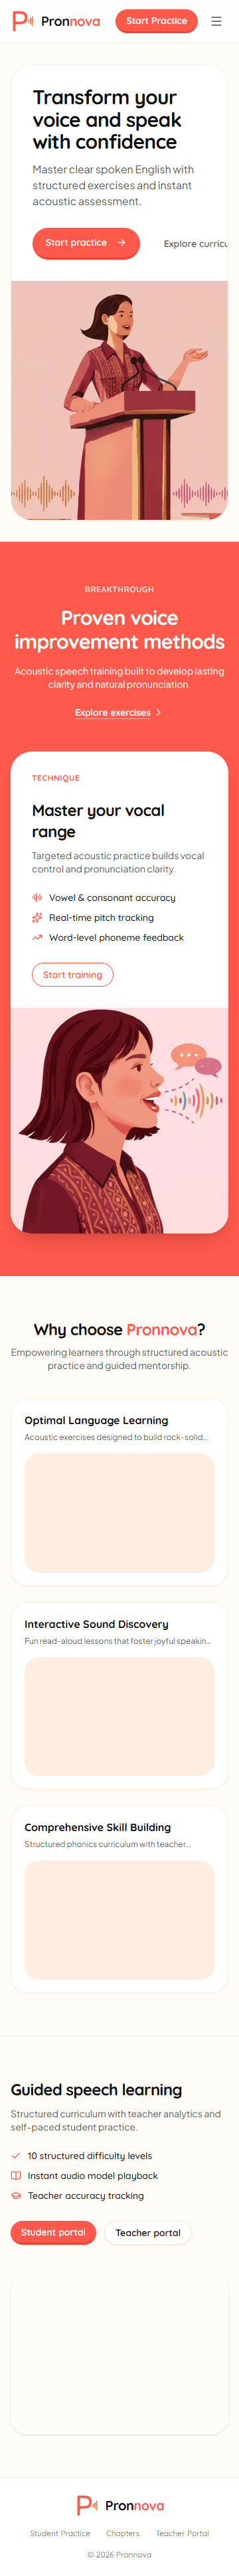 Pronnova
Start Practice
Transform your
voice and speak
with confidence
Master clear spoken English with
structured exercises and instant
acoustic assessment.
Start practice
Explore curricu
BREAKTHROUGH
Proven voice
improvement methods
Acoustic speech training built to develop lasting
clarity and natural pronunciation.
Explore exercises
TECHNIQUE
Master your vocal
range
Targeted acoustic practice builds vocal
control and pronunciation clarity.
Vowel & consonant accuracy
Real-time pitch tracking
Word-level phoneme feedback
Start training
Why choose Pronnova?
Empowering learners through structured acoustic
practice and guided mentorship.
Optimal Language Learning
Acoustic exercises designed to build rock-solid...
Interactive Sound Discovery
Fun read-aloud lessons that foster joyful speakin...
Comprehensive Skill Building
Structured phonics curriculum with teacher...
Guided speech learning
Structured curriculum with teacher analytics and
self-paced student practice.
10 structured difficulty levels
Instant audio model playback
Teacher accuracy tracking
Student portal
Teacher portal
Pronnova
Student Practice
Chapters
Teacher Portal
© 2026 Pronnova